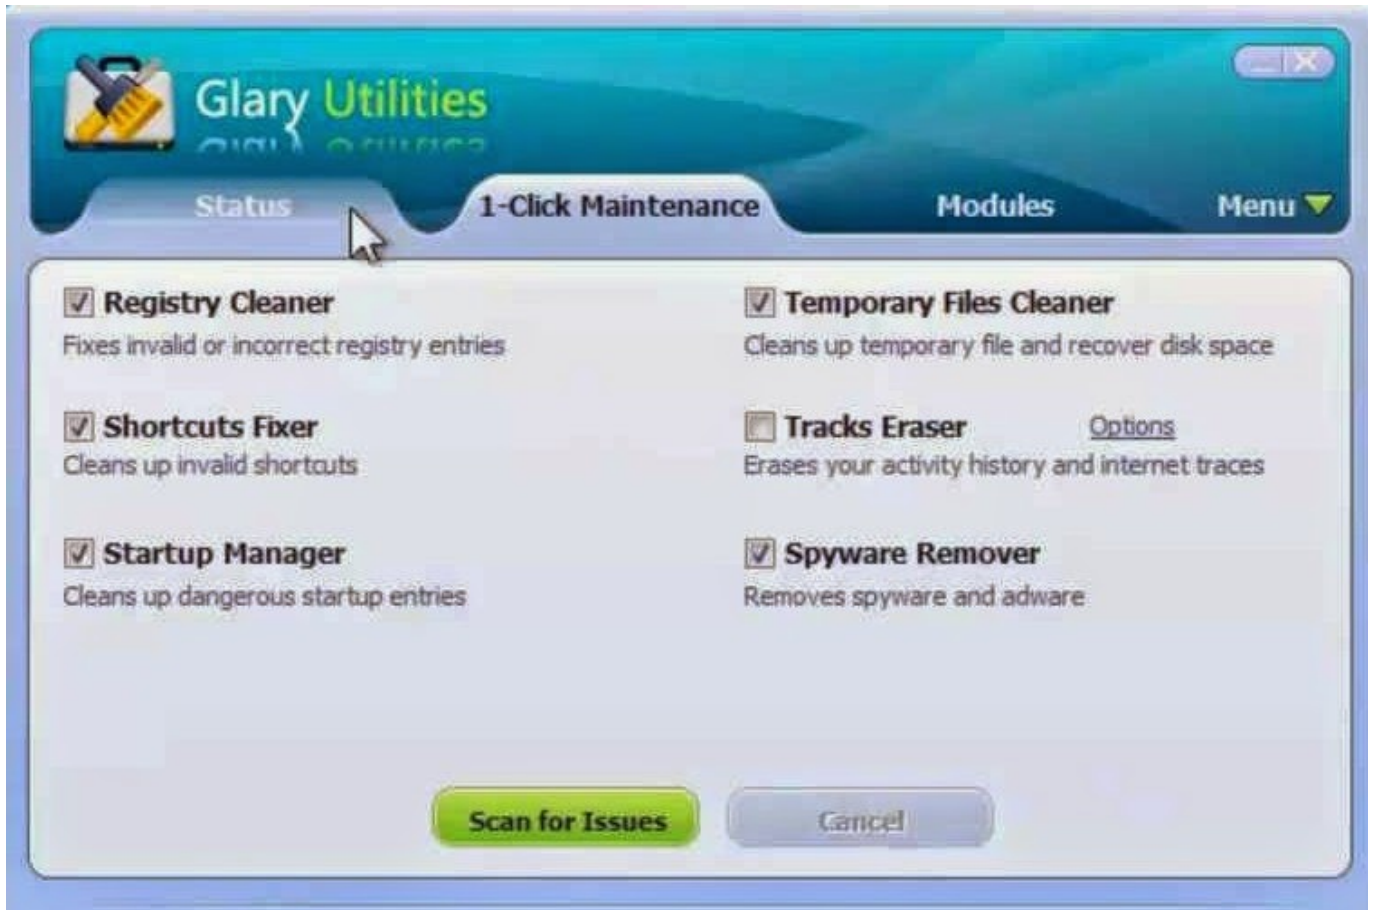 Glary Utilities
Status
1-Click Maintenance
Modules
Menu
Registry Cleaner
Fixes invalid or incorrect registry entries
Temporary Files Cleaner
Cleans up temporary file and recover disk space
Shortcuts Fixer
Cleans up invalid shortcuts
Tracks Eraser
Options
Erases your activity history and internet traces
Startup Manager
Cleans up dangerous startup entries
Spyware Remover
Removes spyware and adware
Scan for Issues
Cancel